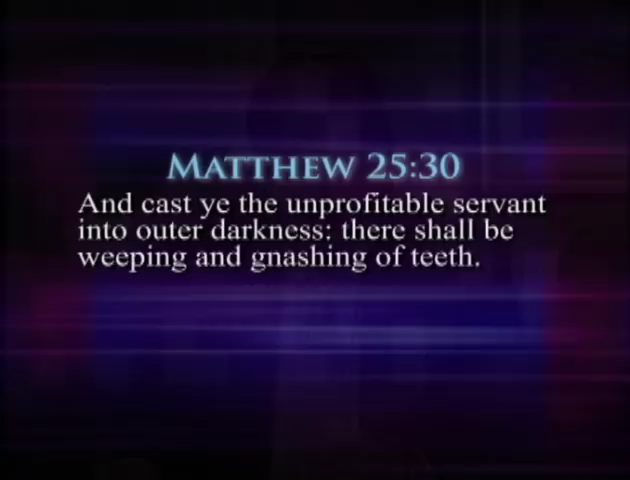 MATTHEW 25:30
And cast ye the unprofitable servant
into outer darkness: there shall be
weeping and gnashing of teeth.